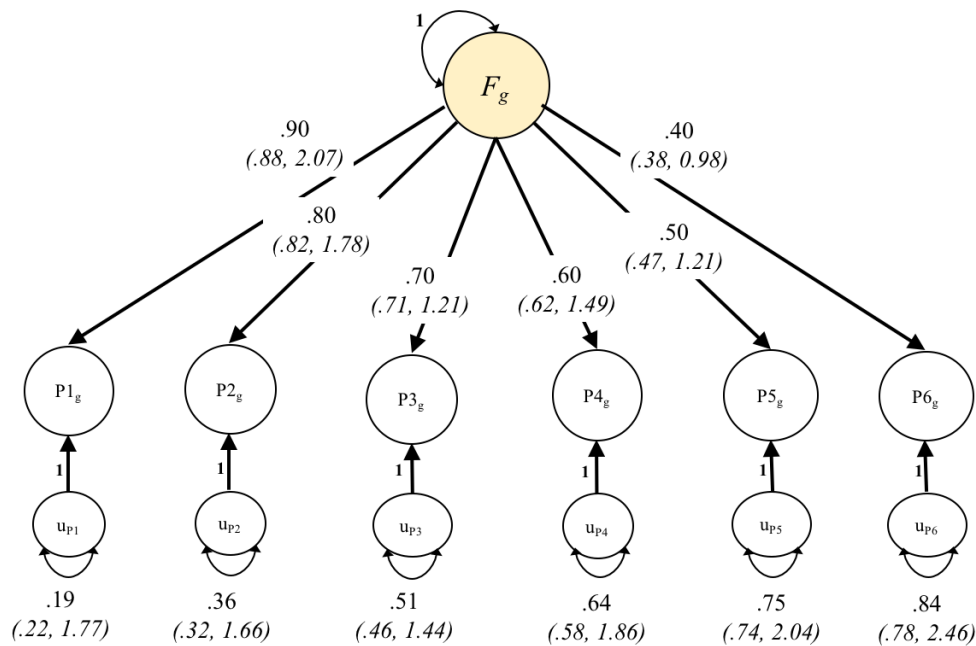 1
F_g
.90
(.88, 2.07)
.40
(.38, 0.98)
.80
(.82, 1.78)
.50
(.47, 1.21)
.70
(.71, 1.21)
.60
(.62, 1.49)
P1_g
P2_g
P3_g
P4_g
P5_g
P6_g
1
1
1
1
1
1
u_P1
u_P2
u_P3
u_P4
u_P5
u_P6
.19
(.22, 1.77)
.36
(.32, 1.66)
.51
(.46, 1.44)
.64
(.58, 1.86)
.75
(.74, 2.04)
.84
(.78, 2.46)